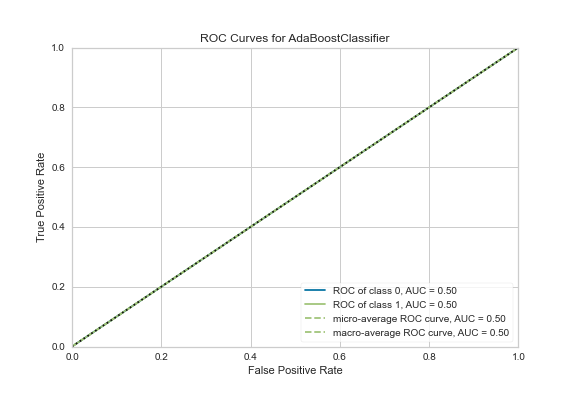 ROC Curves for AdaBoostClassifier
1.0
0.8
0.6
0.4
0.2
0.0
True Positive Rate
ROC of class 0, AUC = 0.50
ROC of class 1, AUC = 0.50
micro-average ROC curve, AUC = 0.50
macro-average ROC curve, AUC = 0.50
0.0 0.2 0.4 0.6 0.8 1.0
False Positive Rate